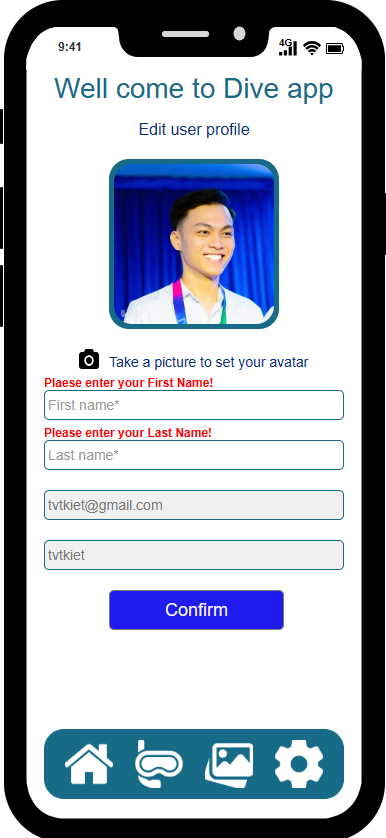 9:41
4G
Well come to Dive app
Edit user profile
Take a picture to set your avatar
Plaese enter your First Name!
First name*
Please enter your Last Name!
Last name*
tvtkiet@gmail.com
tvtkiet
Confirm